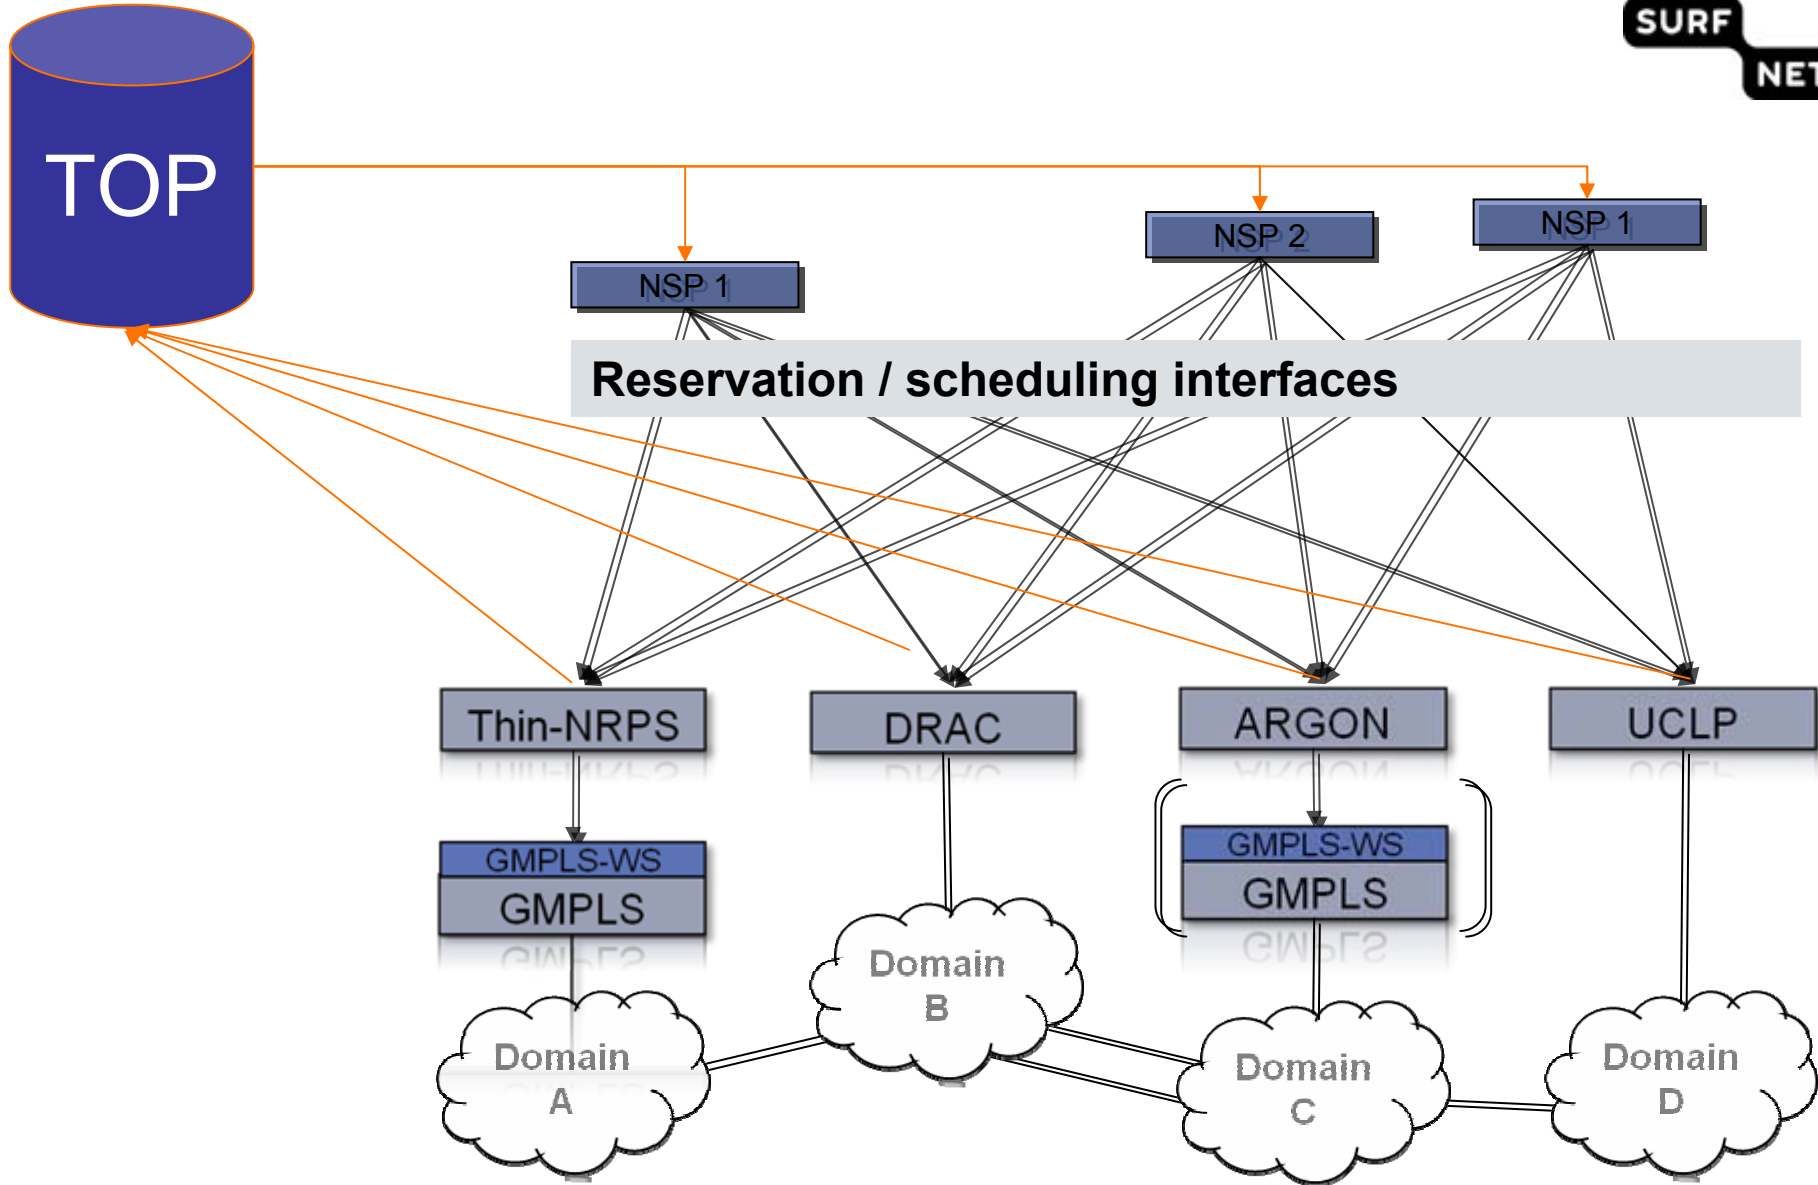 SURF
NET
TOP
NSP 1
NSP 2
NSP 1
Reservation / scheduling interfaces
Thin-NRPS
DRAC
ARGON
UCLP
GMPLS-WS
GMPLS
GMPLS-WS
GMPLS
Domain
A
Domain
B
Domain
C
Domain
D